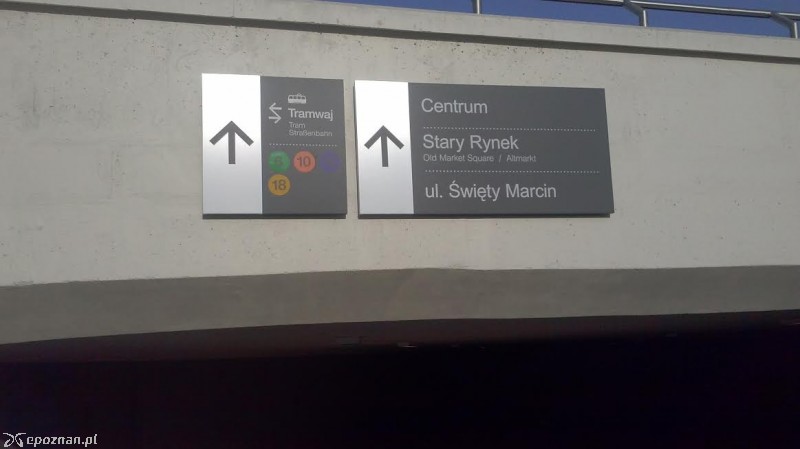 Tramwaj
Tram
Straßenbahn
10
18
Centrum
Stary Rynek
Old Market Square / Altmarkt
ul. Święty Marcin
epoznan.pl